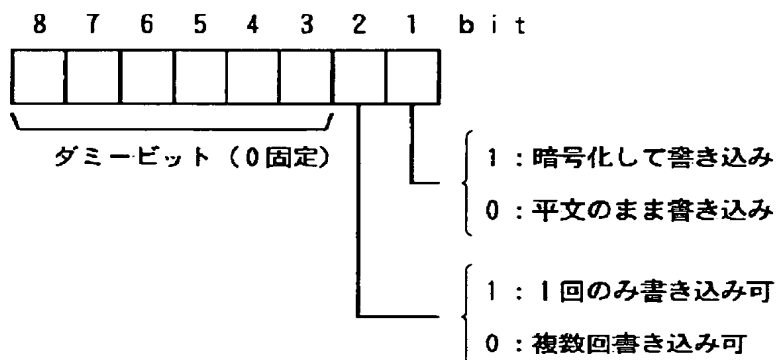 8 7 6 5 4 3 2 1 bit
ダミービット（0固定）
1：暗号化して書き込み
0：平文のまま書き込み
1：1回のみ書き込み可
0：複数回書き込み可